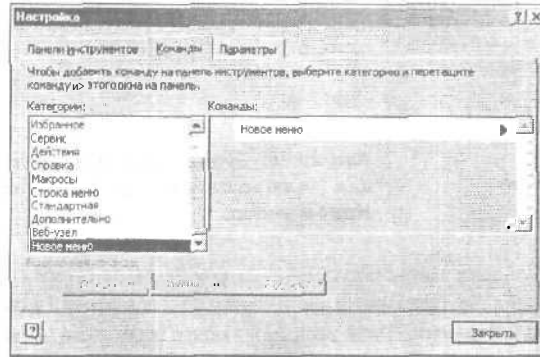 Настройка
Панели инструментов Команды Параметры
Чтобы добавить команду на панель инструментов, выберите категорию и перетащите
команду и> этого окна на панель.
Категории: Команды:
Избранное
Сервис
Действия
Справка
Макросы
Строка меню
Стандартная
Дополнительно
Веб-узел
Новое меню
Новое меню
Закрыть